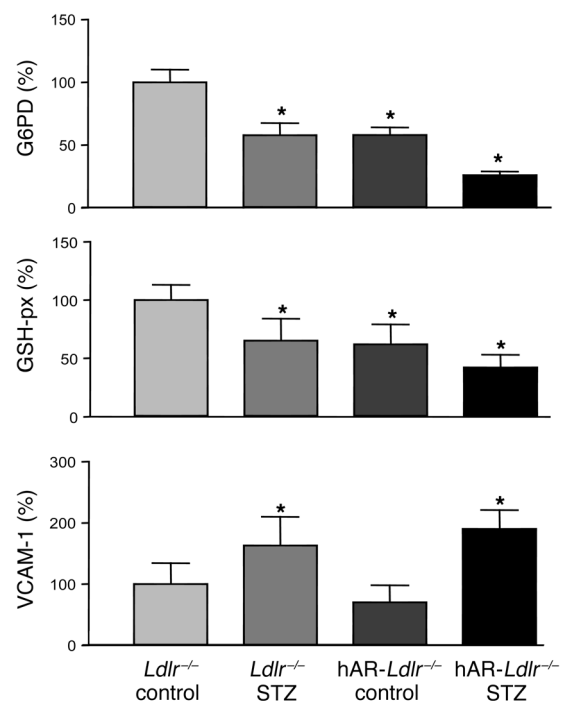 150
100
50
0
G6PD (%)
*
*
*
150
100
50
0
GSH-px (%)
*
*
*
300
200
100
0
VCAM-1 (%)
*
*
Ldlr–/–
control
Ldlr–/–
STZ
hAR-Ldlr–/–
control
hAR-Ldlr–/–
STZ